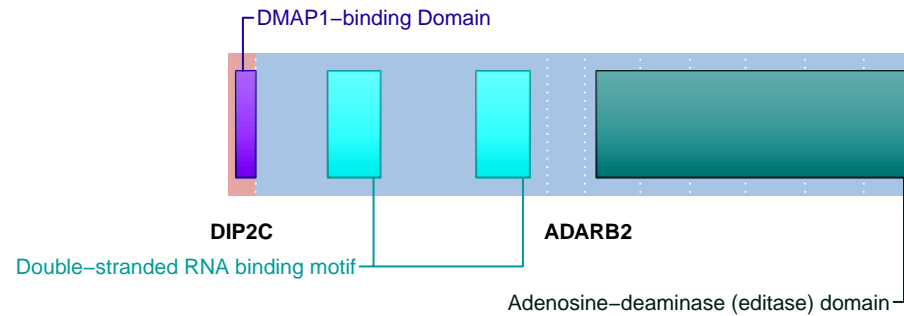 DMAP1−binding Domain
DIP2C
ADARB2
Double−stranded RNA binding motif
Adenosine−deaminase (editase) domain